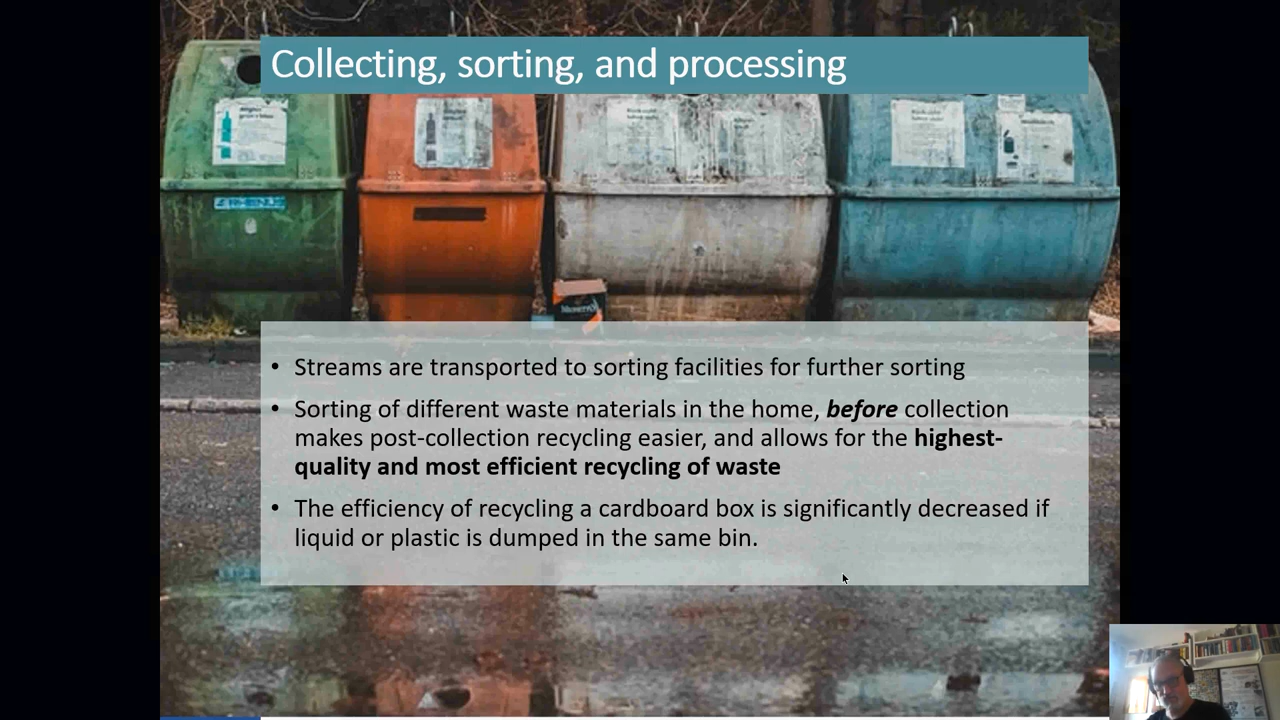 Collecting, sorting, and processing
RHENUS
• Streams are transported to sorting facilities for further sorting
• Sorting of different waste materials in the home, before collection
makes post-collection recycling easier, and allows for the highest-
quality and most efficient recycling of waste
• The efficiency of recycling a cardboard box is significantly decreased if
liquid or plastic is dumped in the same bin.